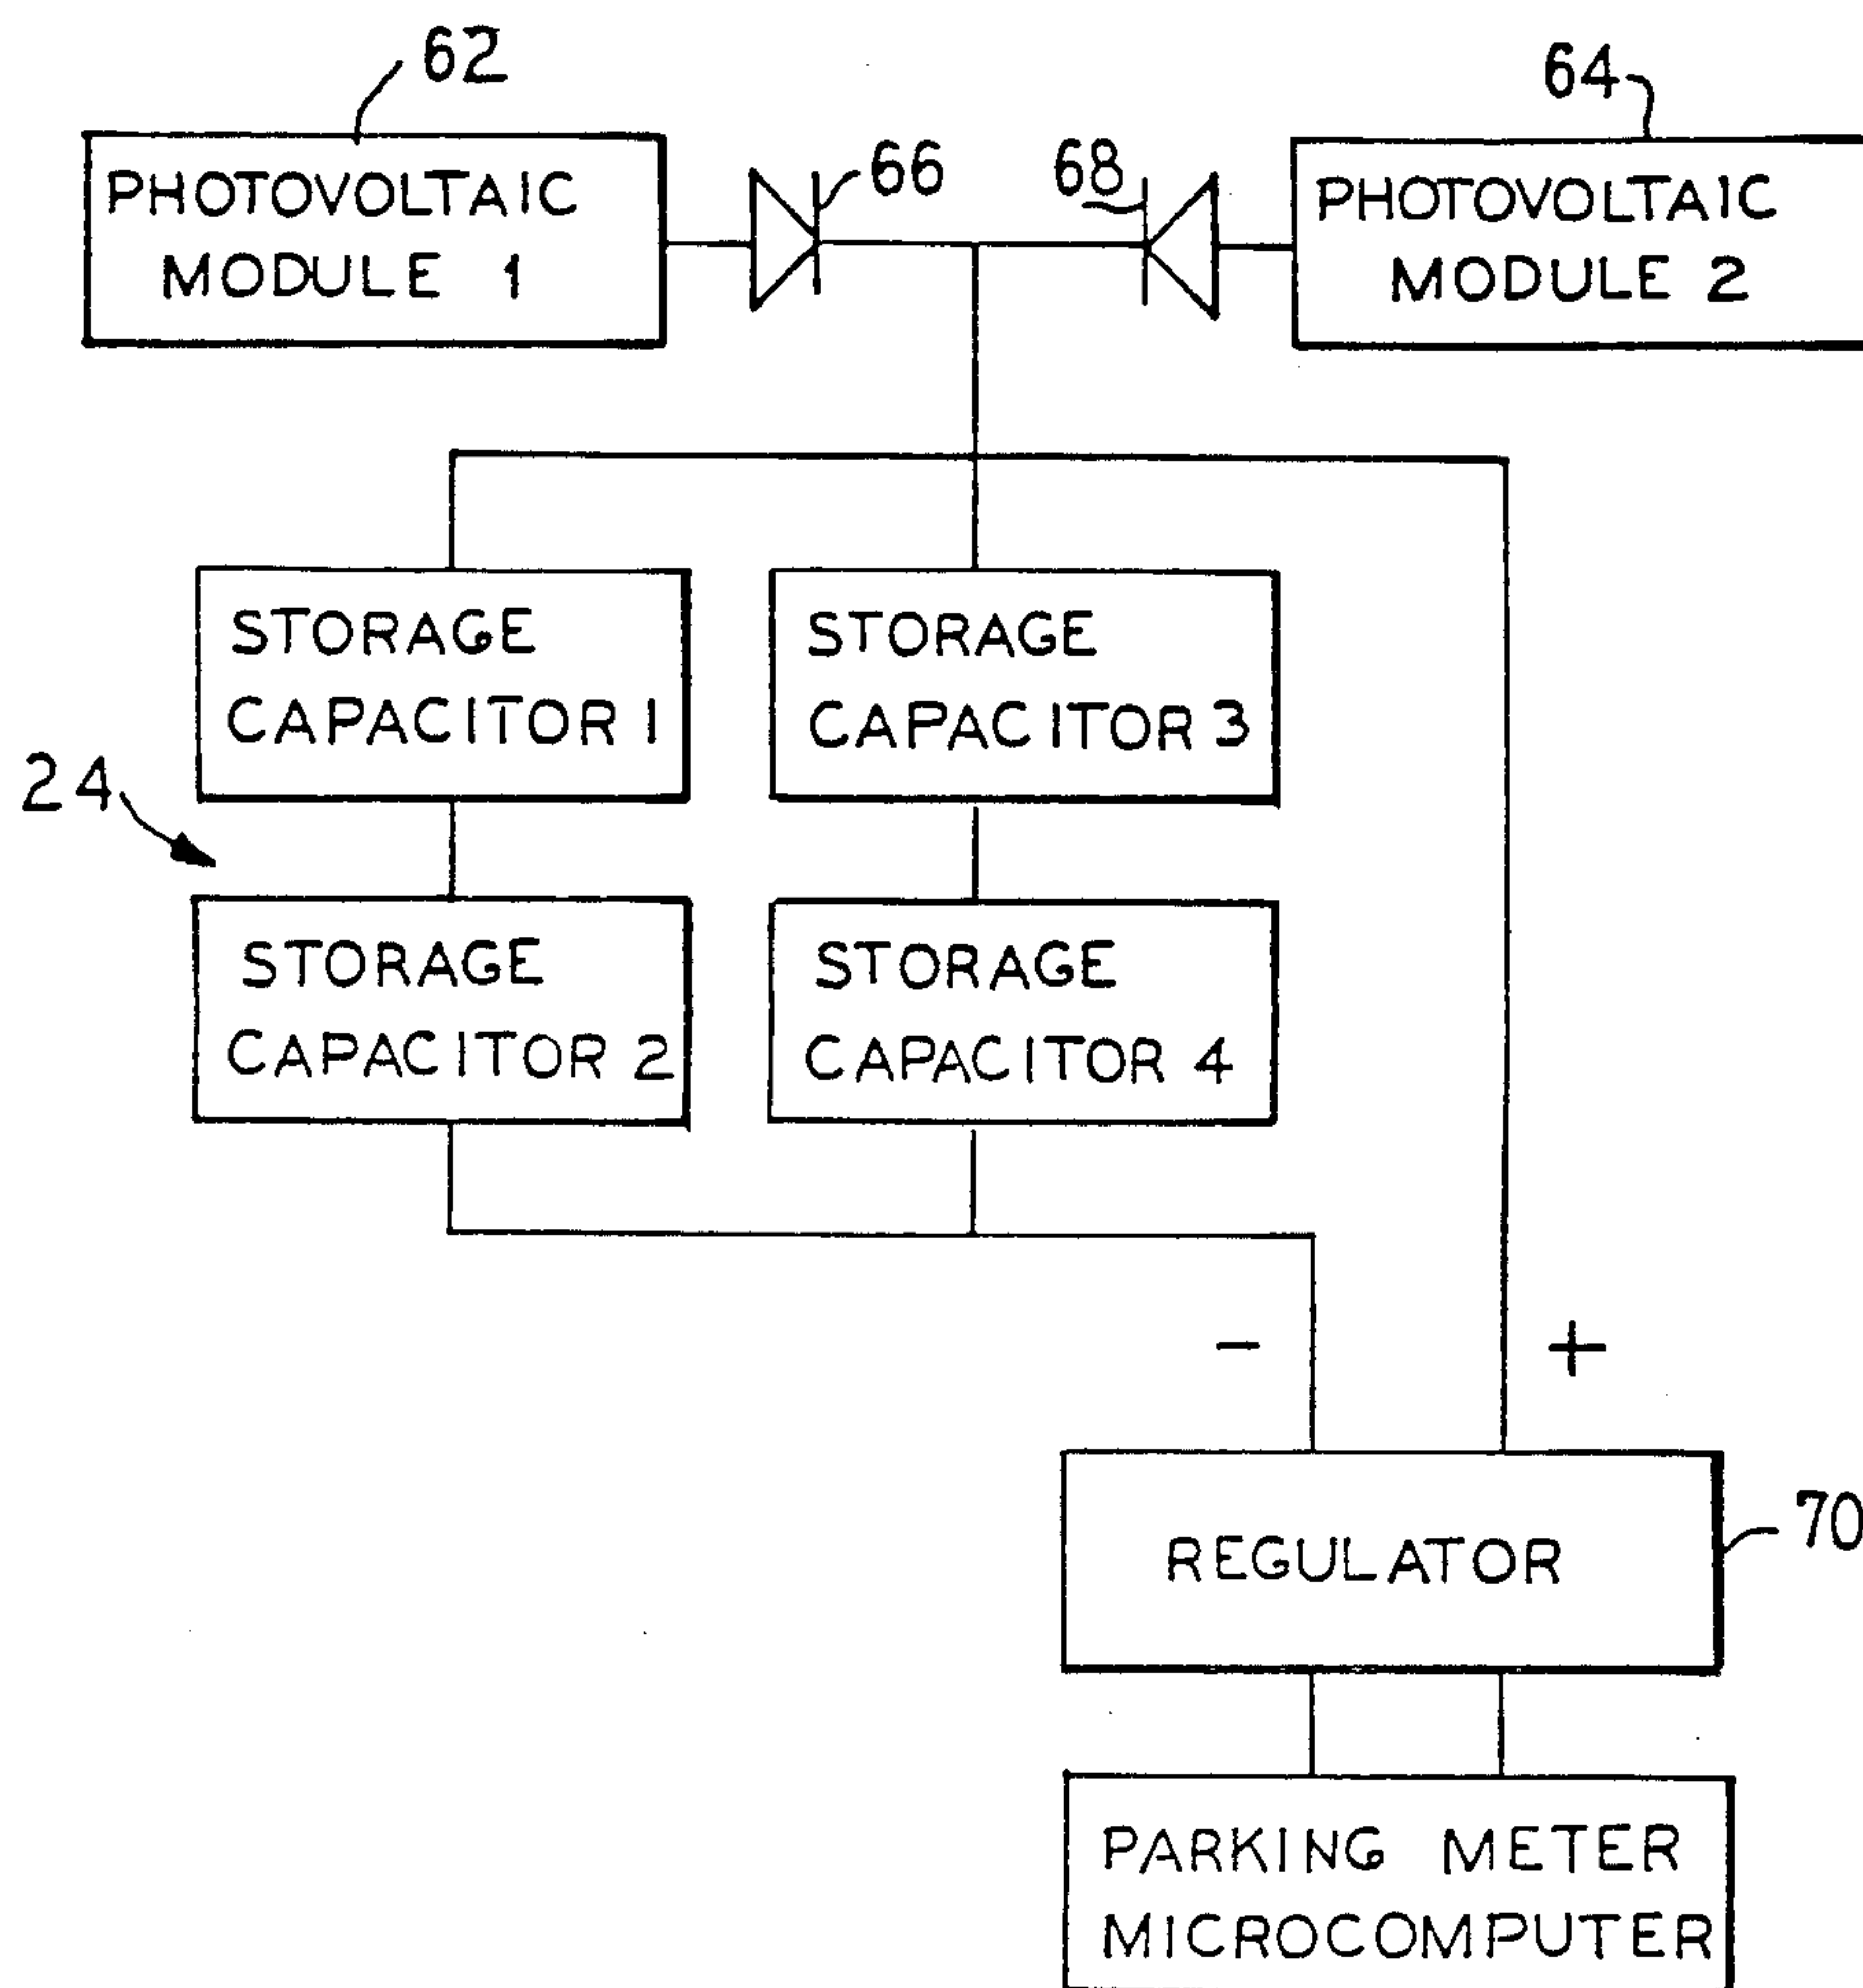 62
64
PHOTOVOLTAIC
MODULE 1
66
68
PHOTOVOLTAIC
MODULE 2
STORAGE
CAPACITOR 1
STORAGE
CAPACITOR 3
24
STORAGE
CAPACITOR 2
STORAGE
CAPACITOR 4
- +
REGULATOR
70
PARKING METER
MICROCOMPUTER